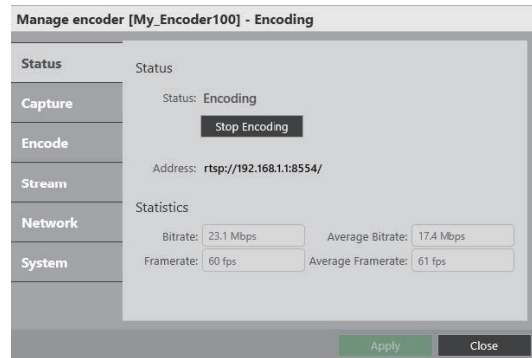 Manage encoder [My_Encoder100] - Encoding
Status
Capture
Encode
Stream
Network
System
Status
Status: Encoding
Stop Encoding
Address: rtsp://192.168.1.1:8554/
Statistics
Bitrate: 23.1 Mbps Average Bitrate: 17.4 Mbps
Framerate: 60 fps Average Framerate: 61 fps
Apply Close